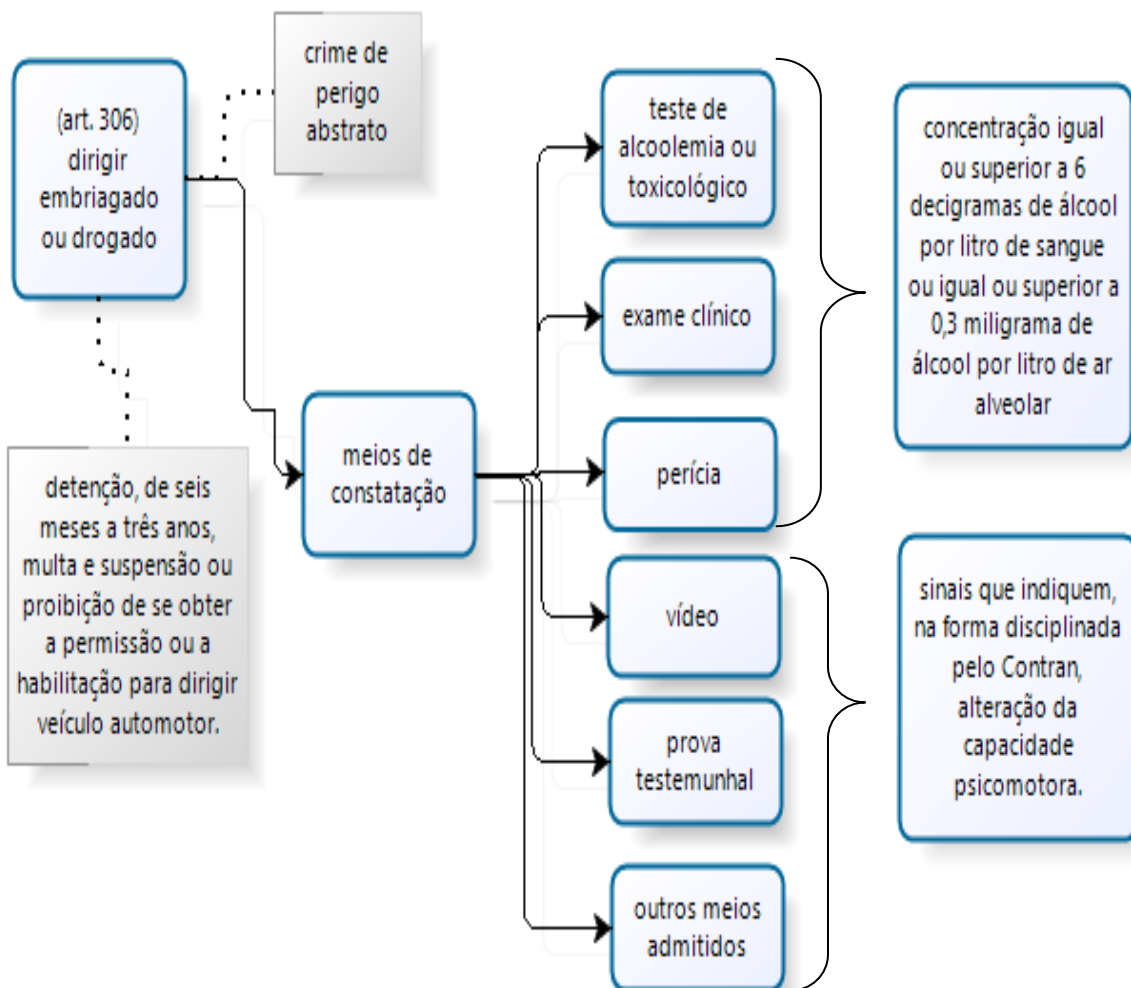 (art. 306)
dirigir
embriagado
ou drogado
crime de
perigo
abstrato
detenção, de seis
meses a três anos,
multa e suspensão ou
proibição de se obter
a permissão ou a
habilitação para dirigir
veículo automotor.
meios de
constatação
teste de
alcoolemia ou
toxicológico
exame clínico
perícia
vídeo
prova
testemunhal
outros meios
admitidos
concentração igual
ou superior a 6
decigramas de álcool
por litro de sangue
ou igual ou superior a
0,3 miligrama de
álcool por litro de ar
alveolar
sinais que indiquem,
na forma disciplinada
pelo Contran,
alteração da
capacidade
psicomotora.